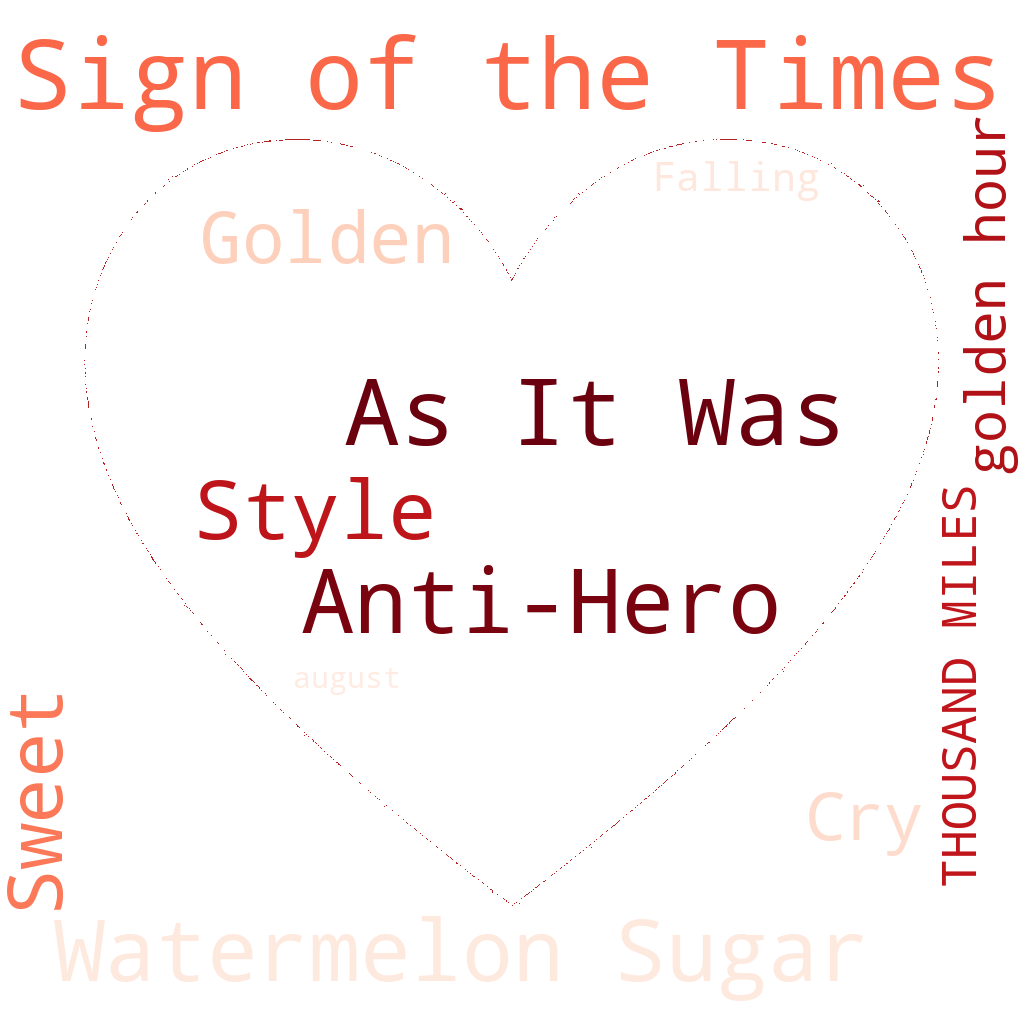 Sign of the Times
Falling
Golden
golden hour
As It Was
Style
Anti-Hero
THOUSAND MILES
august
Sweet
Cry
Watermelon Sugar